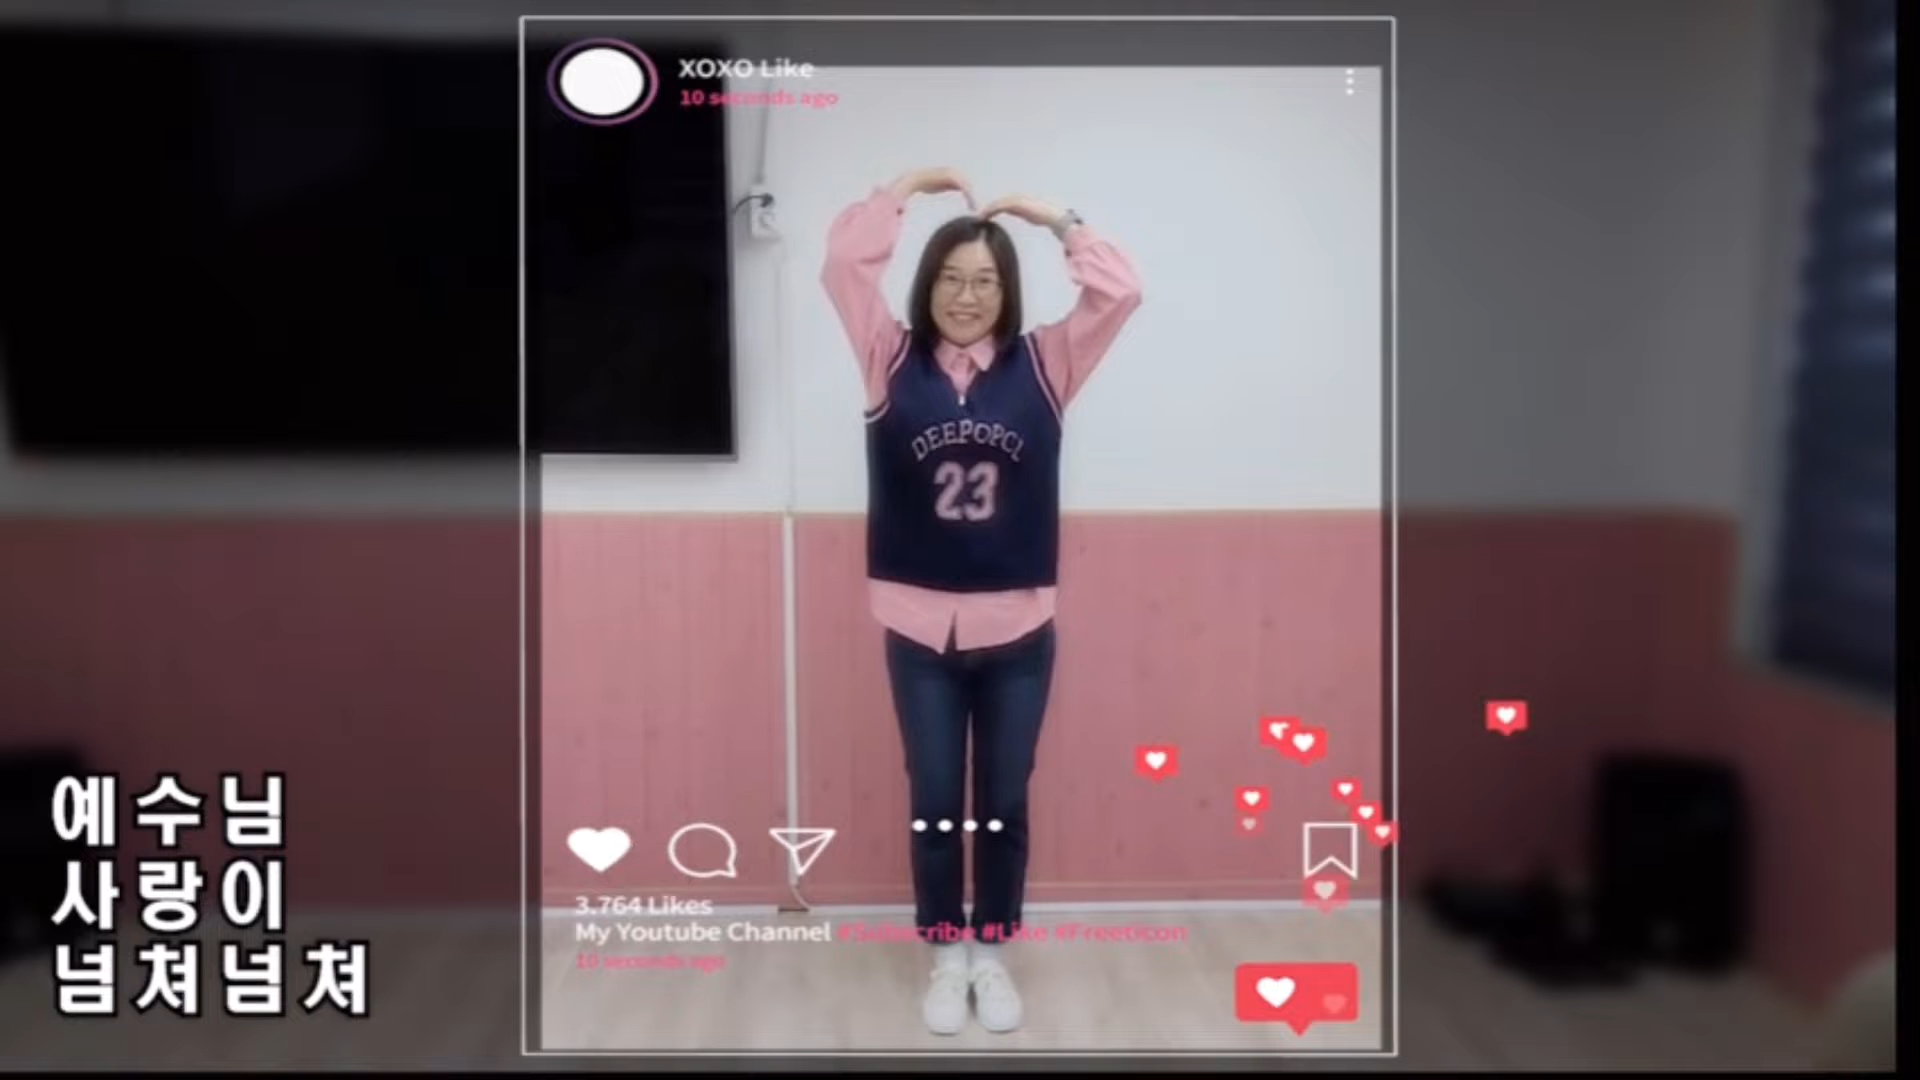 XOXO Like
10 seconds ago
DEEPOPCL
23
3.764 Likes
My Youtube Channel #Subscribe #Like #Freeticon
10 seconds ago
예수님
사랑이
넘쳐넘쳐